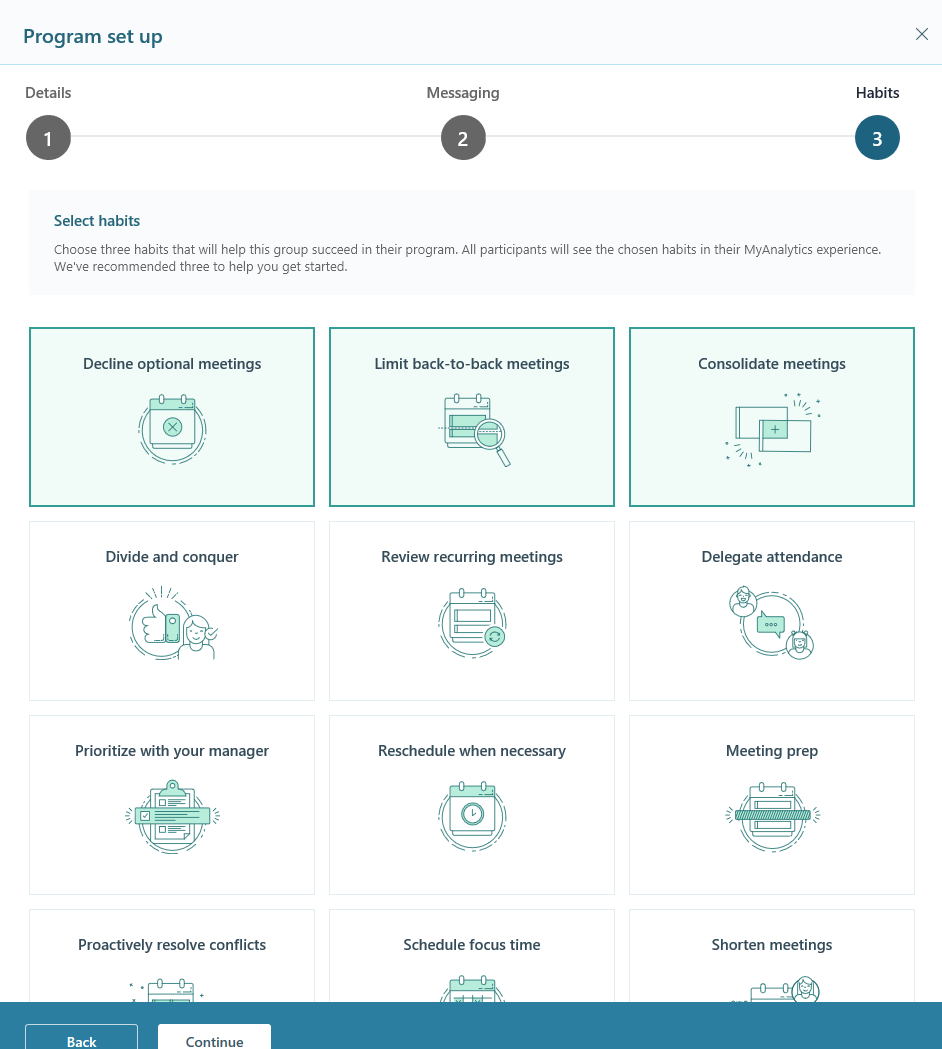 Program set up
Details
Messaging
Habits
1
2
3
Select habits
Choose three habits that will help this group succeed in their program. All participants will see the chosen habits in their MyAnalytics experience.
We've recommended three to help you get started.
Decline optional meetings
Limit back-to-back meetings
Consolidate meetings
Divide and conquer
Review recurring meetings
Delegate attendance
Prioritize with your manager
Reschedule when necessary
Meeting prep
Proactively resolve conflicts
Schedule focus time
Shorten meetings
Back
Continue